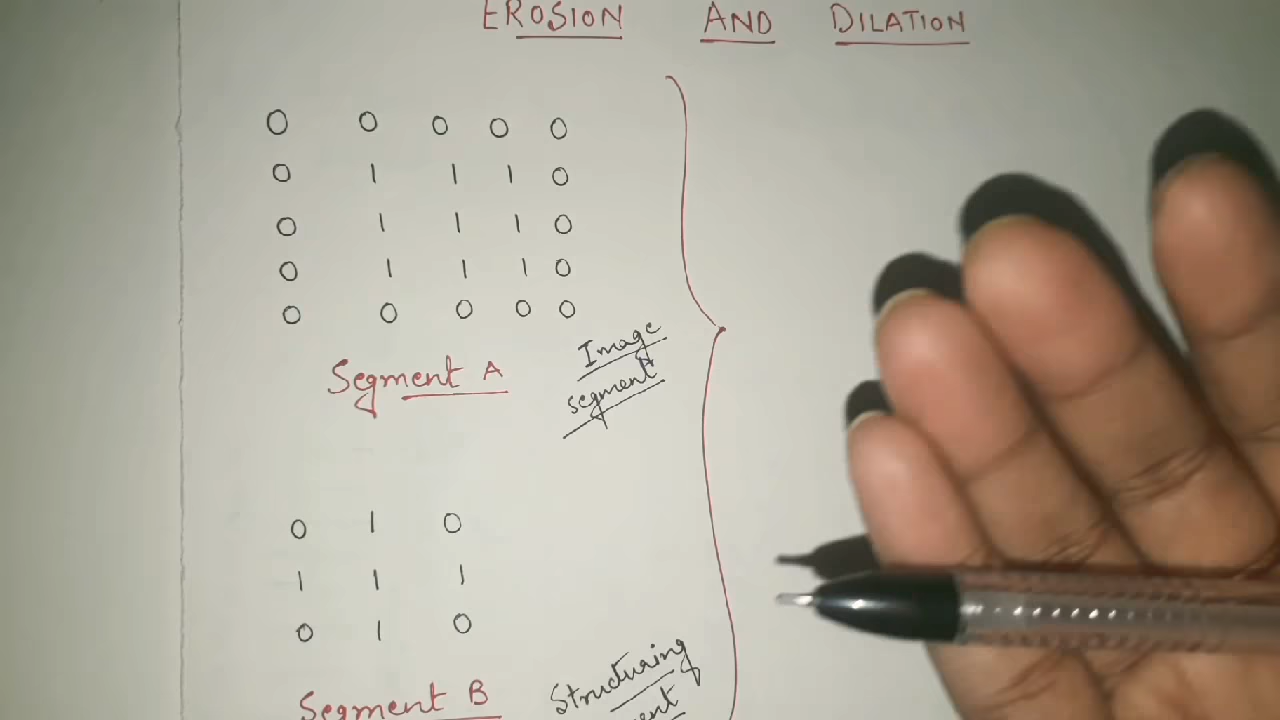 EROSION AND DILATION
0 0 0 0 0
0 1 1 1 0
0 1 1 1 0
0 1 1 1 0
0 0 0 0 0
Segment A
Image
segment
0 1 0
1 1 1
0 1 0
Segment B
Structuring